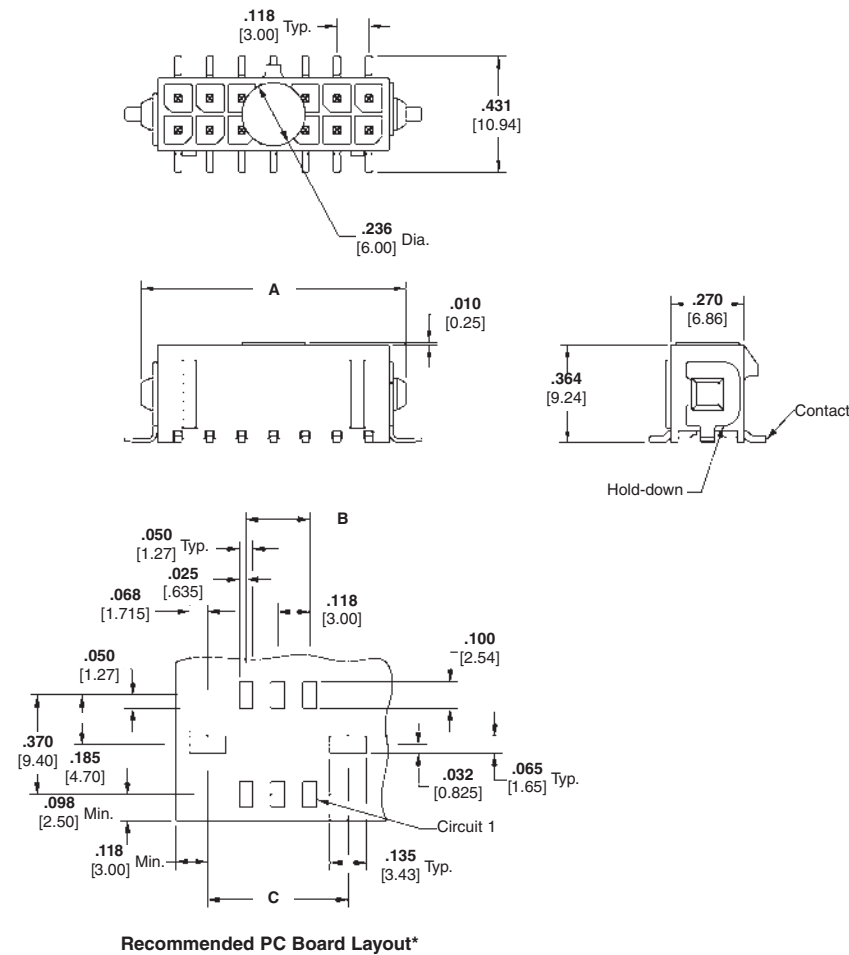 .118
[3.00] Typ.
.431
[10.94]
.236
[6.00] Dia.
A
.010
[0.25]
.270
[6.86]
.364
[9.24]
Contact
Hold-down
B
.050
[1.27] Typ.
.025
[.635]
.068
[1.715]
.118
[3.00]
.100
[2.54]
.050
[1.27]
.370
[9.40]
.185
[4.70]
.032
[0.825]
.065
[1.65] Typ.
.098
[2.50] Min.
Circuit 1
.118
[3.00] Min.
.135
[3.43] Typ.
C
Recommended PC Board Layout*